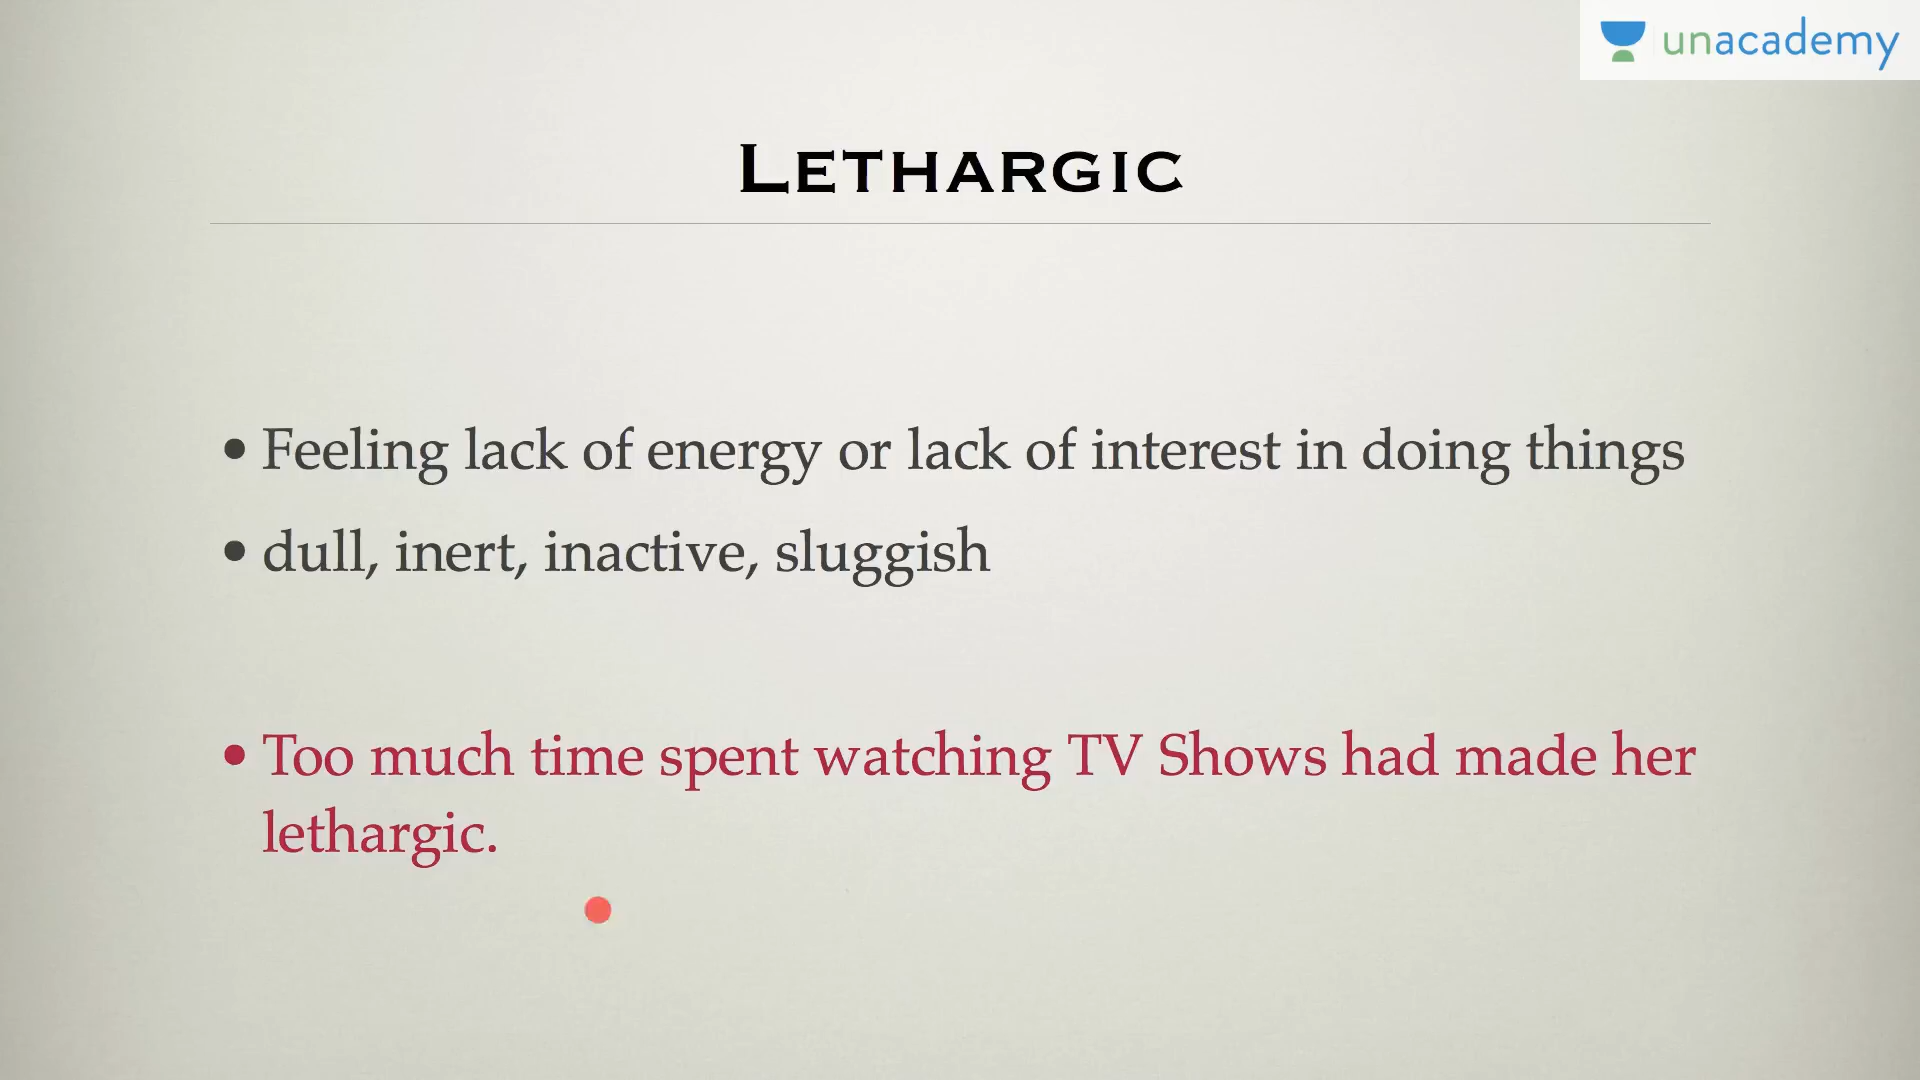 unacademy
LETHARGIC
• Feeling lack of energy or lack of interest in doing things
• dull, inert, inactive, sluggish
• Too much time spent watching TV Shows had made her
lethargic.